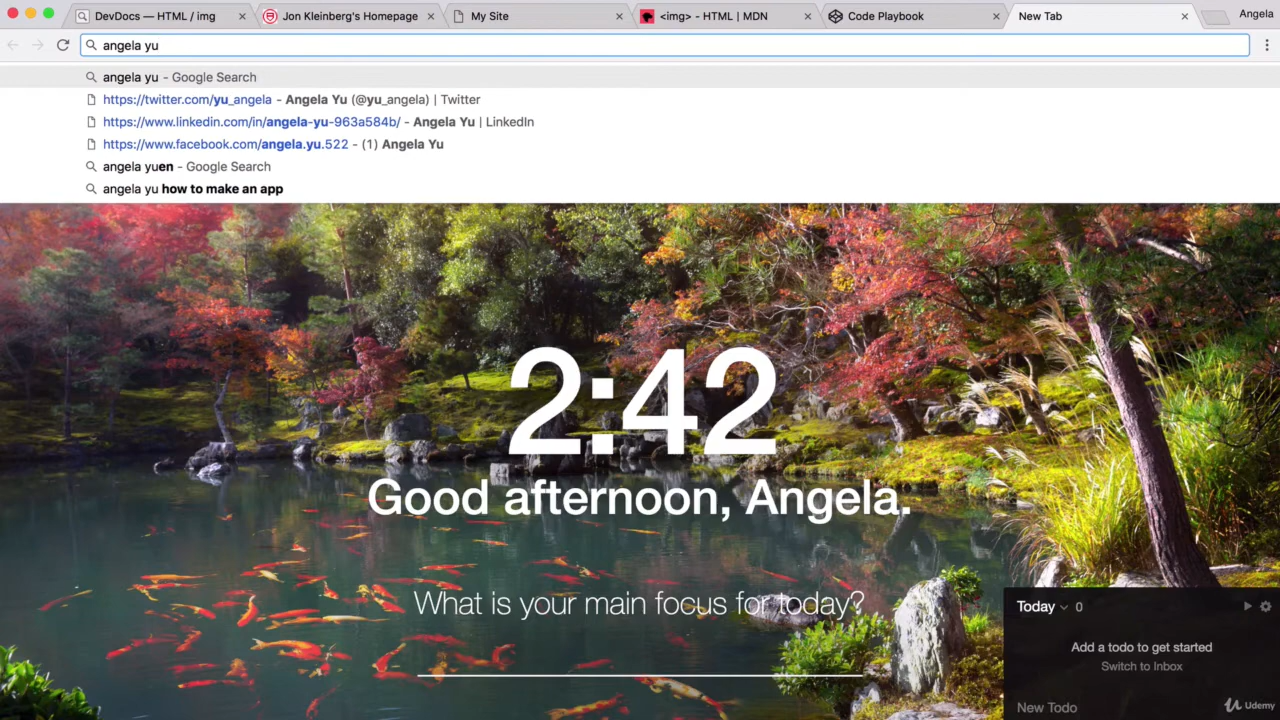 DevDocs — HTML / img
Jon Kleinberg's Homepage
My Site
<img> - HTML | MDN
Code Playbook
New Tab
Angela
angela yu
angela yu - Google Search
https://twitter.com/yu_angela - Angela Yu (@yu_angela) | Twitter
https://www.linkedin.com/in/angela-yu-963a584b/ - Angela Yu | LinkedIn
https://www.facebook.com/angela.yu.522 - (1) Angela Yu
angela yuen - Google Search
angela yu how to make an app
2:42
Good afternoon, Angela.
What is your main focus for today?
Today 0
Add a todo to get started
Switch to Inbox
New Todo
Udemy